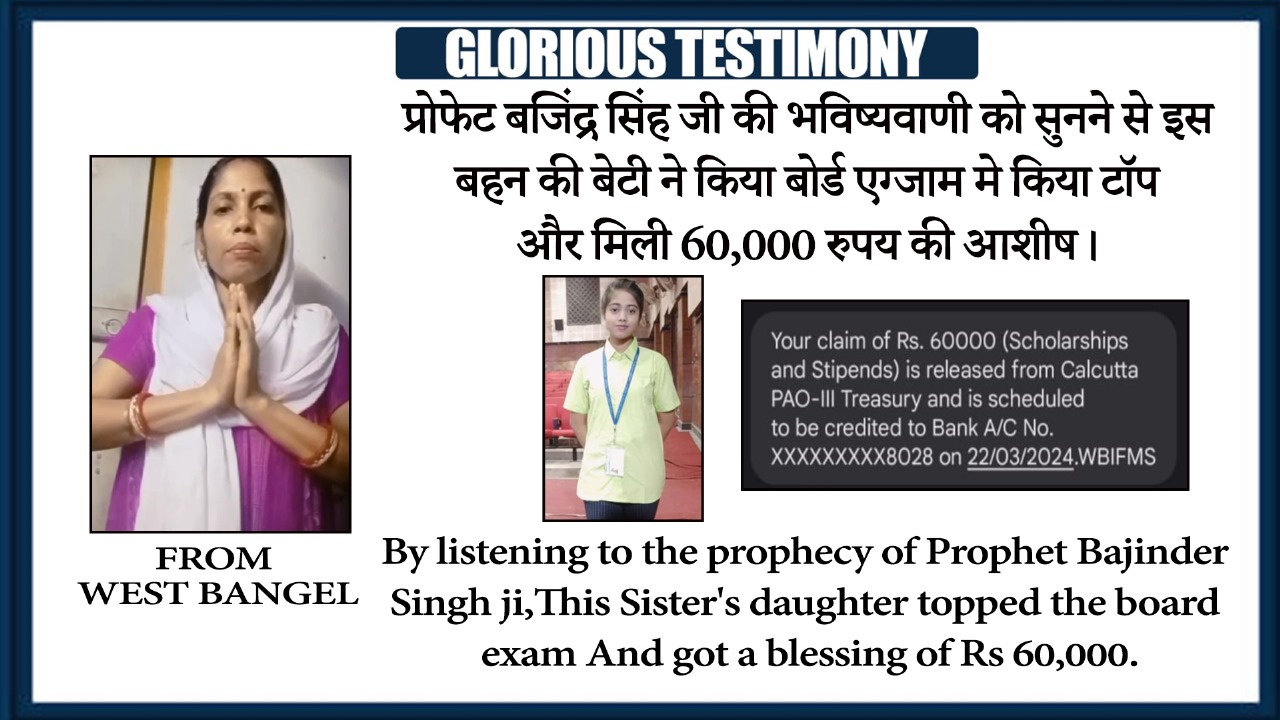 GLORIOUS TESTIMONY
प्रोफेट बजिंद्र सिंह जी की भविष्यवाणी को सुनने से इस
बहन की बेटी ने किया बोर्ड एग्जाम मे किया टॉप
और मिली 60,000 रुपय की आशीष।
Your claim of Rs. 60000 (Scholarships
and Stipends) is released from Calcutta
PAO-III Treasury and is scheduled
to be credited to Bank A/C No.
XXXXXXXXX8028 on 22/03/2024.WBIFMS
FROM
WEST BANGEL
By listening to the prophecy of Prophet Bajinder
Singh ji,This Sister's daughter topped the board
exam And got a blessing of Rs 60,000.